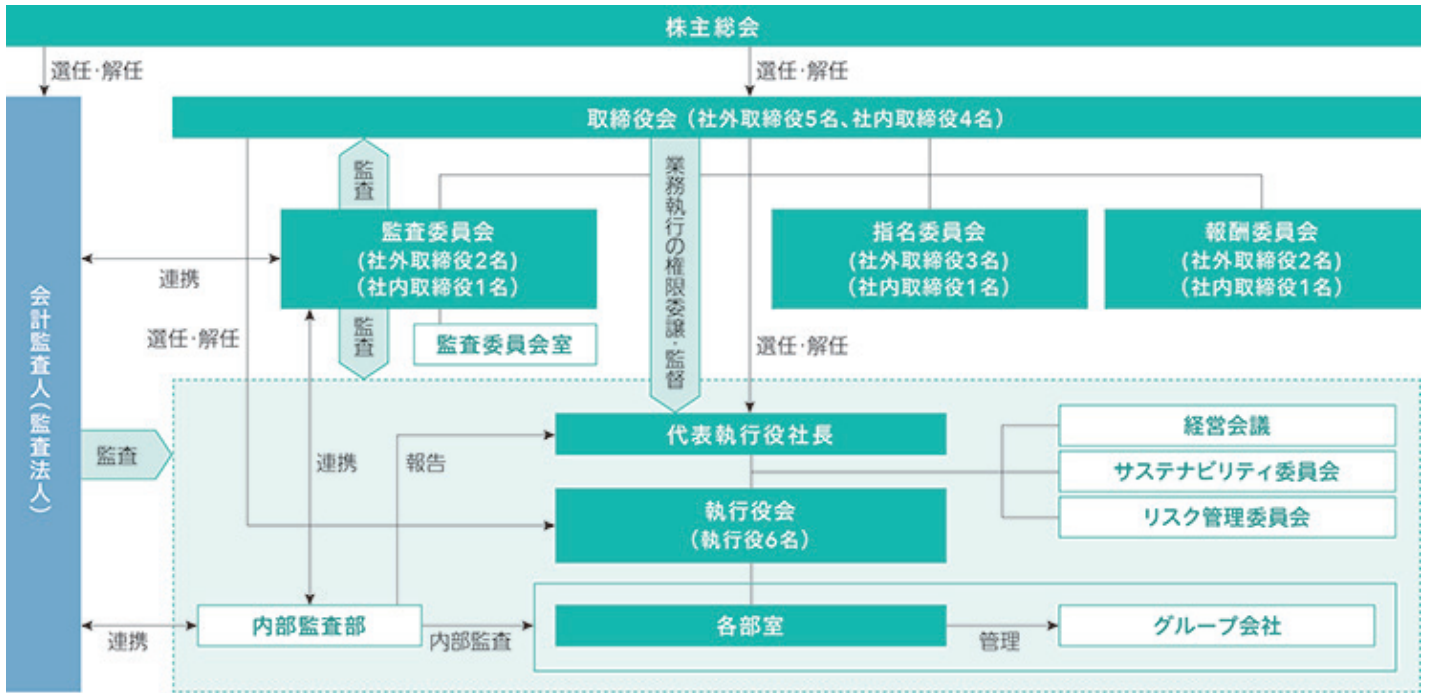 株主総会
選任・解任
選任・解任
取締役会（社外取締役5名、社内取締役4名）
監査
業務執行の権限委譲・監督
監査委員会
（社外取締役2名）
（社内取締役1名）
指名委員会
（社外取締役3名）
（社内取締役1名）
報酬委員会
（社外取締役2名）
（社内取締役1名）
連携
会計監査人（監査法人）
選任・解任
監査
監査委員会室
選任・解任
監査
連携
報告
代表執行役社長
経営会議
サステナビリティ委員会
リスク管理委員会
執行役会
（執行役6名）
連携
内部監査部
内部監査
各部室
管理
グループ会社